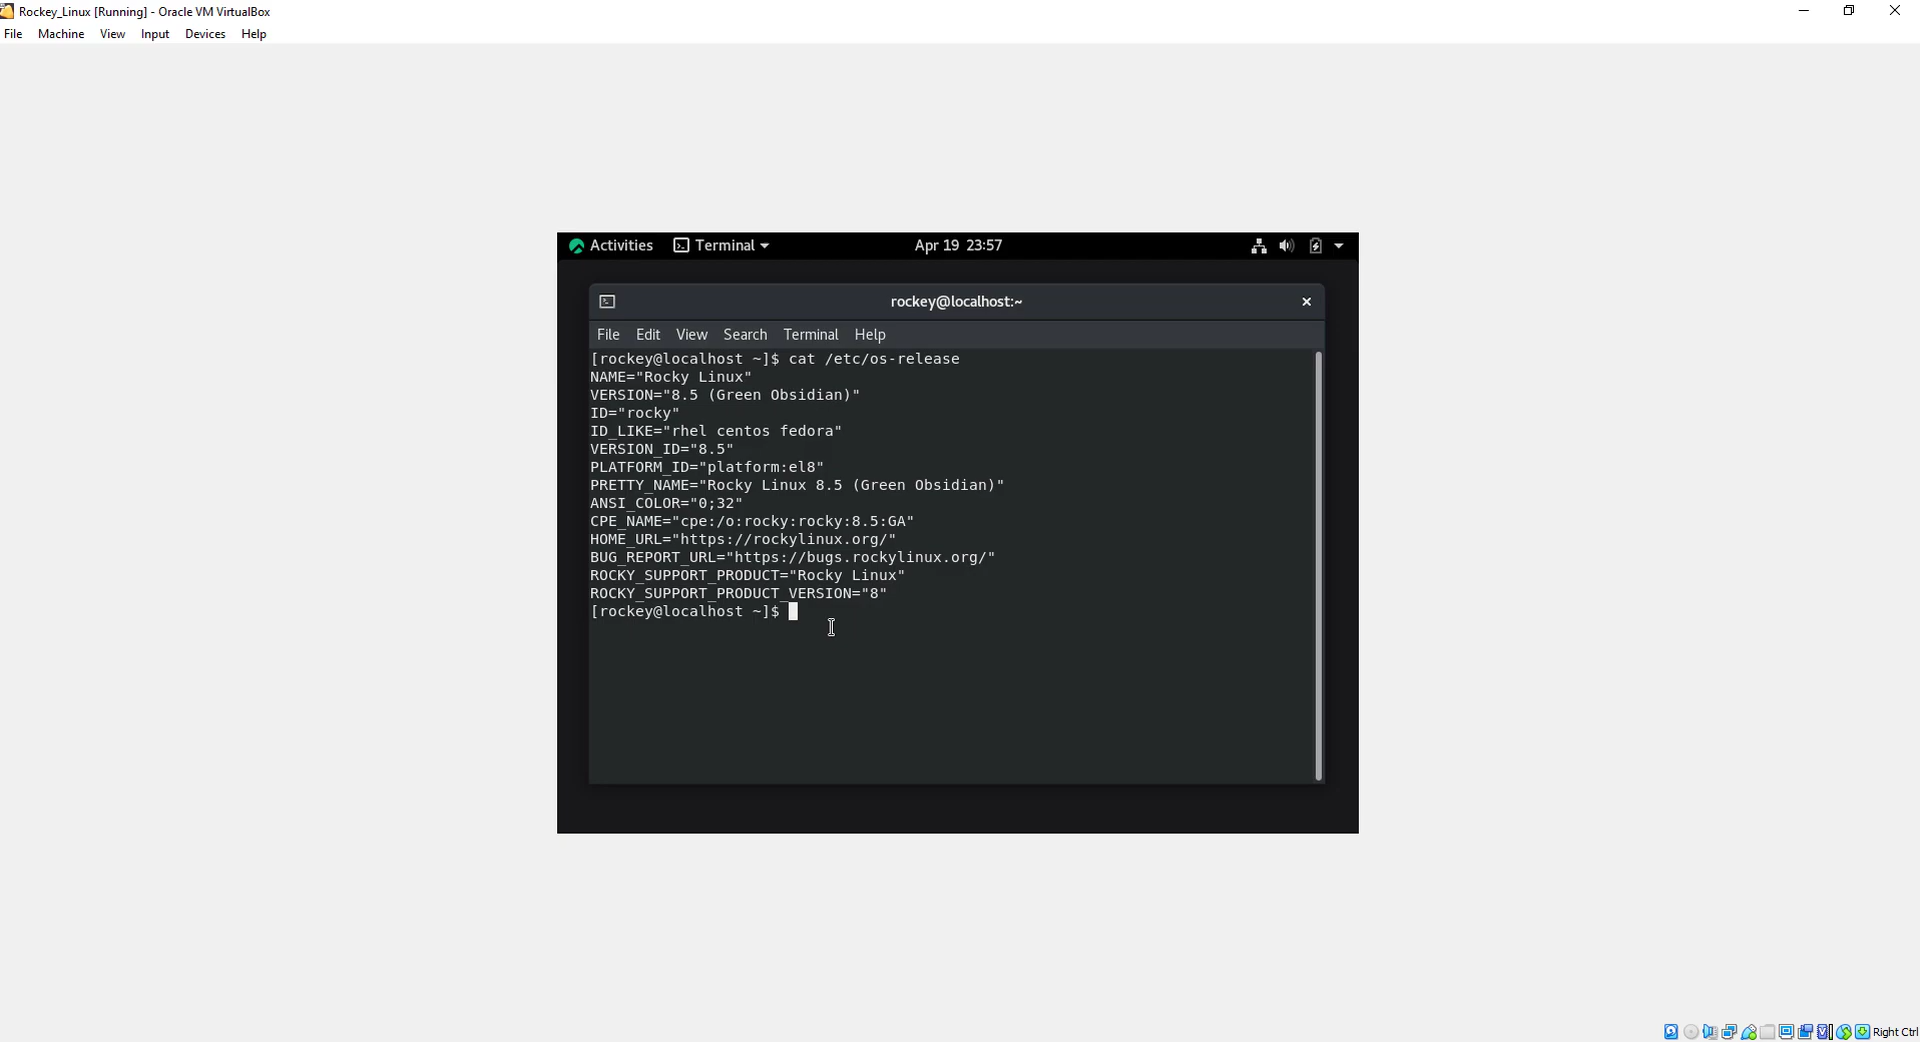 Rockey_Linux [Running] - Oracle VM VirtualBox
File Machine View Input Devices Help
Activities Terminal Apr 19 23:57
rockey@localhost:~
File Edit View Search Terminal Help
[rockey@localhost ~]$ cat /etc/os-release
NAME="Rocky Linux"
VERSION="8.5 (Green Obsidian)"
ID="rocky"
ID_LIKE="rhel centos fedora"
VERSION_ID="8.5"
PLATFORM_ID="platform:el8"
PRETTY_NAME="Rocky Linux 8.5 (Green Obsidian)"
ANSI_COLOR="0;32"
CPE_NAME="cpe:/o:rocky:rocky:8.5:GA"
HOME_URL="https://rockylinux.org/"
BUG_REPORT_URL="https://bugs.rockylinux.org/"
ROCKY_SUPPORT_PRODUCT="Rocky Linux"
ROCKY_SUPPORT_PRODUCT_VERSION="8"
[rockey@localhost ~]$
Right Ctrl